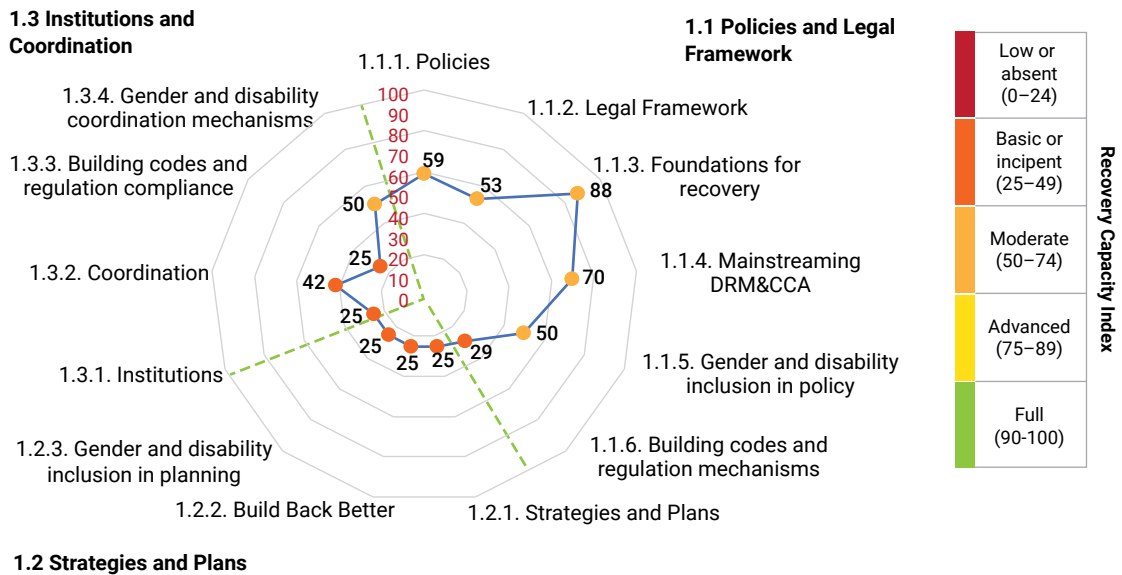 1.3 Institutions and
Coordination
1.1 Policies and Legal
Framework
1.1.1. Policies
1.1.2. Legal Framework
1.1.3. Foundations for
recovery
1.1.4. Mainstreaming
DRM&CCA
1.1.5. Gender and disability
inclusion in policy
1.1.6. Building codes and
regulation mechanisms
1.2.1. Strategies and Plans
1.2.2. Build Back Better
1.2.3. Gender and disability
inclusion in planning
1.3.1. Institutions
1.3.2. Coordination
1.3.3. Building codes and
regulation compliance
1.3.4. Gender and disability
coordination mechanisms
100
90
80
70
60
50
40
30
20
10
0
59
53
88
70
50
29
25
25
25
25
42
25
50
1.2 Strategies and Plans
Low or
absent
(0–24)
Basic or
incipent
(25–49)
Moderate
(50–74)
Advanced
(75–89)
Full
(90-100)
Recovery Capacity Index